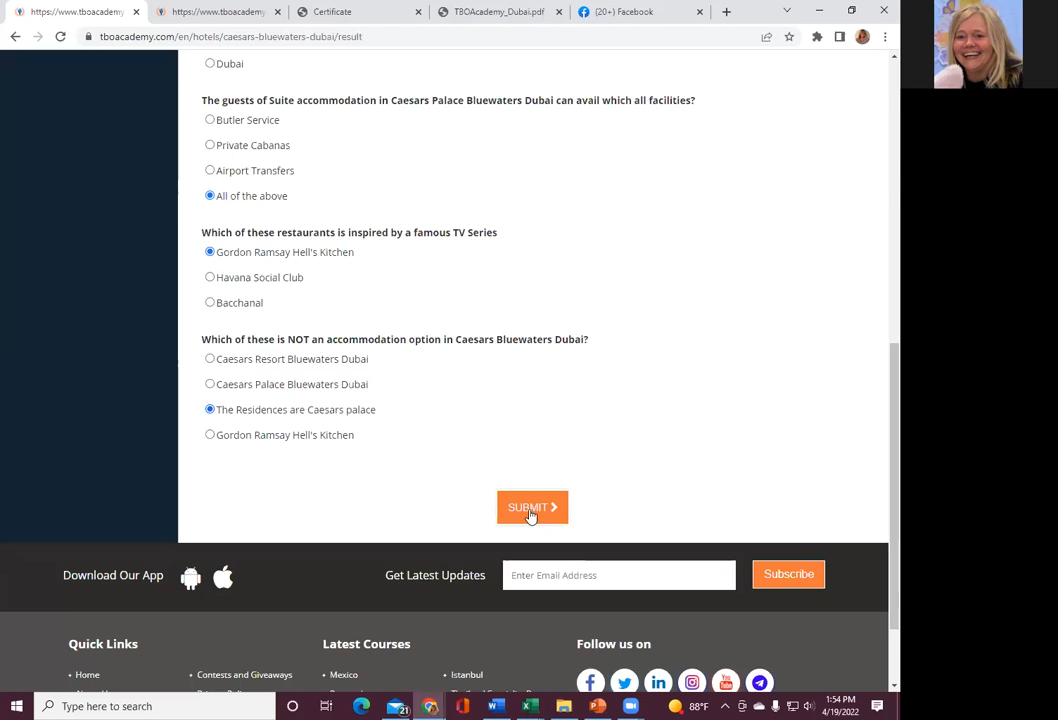 https://www.tboacademy
https://www.tboacademy
Certificate
TBOAcademy_Dubai.pdf
(20+) Facebook
tboacademy.com/en/hotels/caesars-bluewaters-dubai/result
Dubai
The guests of Suite accommodation in Caesars Palace Bluewaters Dubai can avail which all facilities?
Butler Service
Private Cabanas
Airport Transfers
All of the above
Which of these restaurants is inspired by a famous TV Series
Gordon Ramsay Hell's Kitchen
Havana Social Club
Bacchanal
Which of these is NOT an accommodation option in Caesars Bluewaters Dubai?
Caesars Resort Bluewaters Dubai
Caesars Palace Bluewaters Dubai
The Residences are Caesars palace
Gordon Ramsay Hell's Kitchen
SUBMIT
Download Our App
Get Latest Updates
Enter Email Address
Subscribe
Quick Links
Latest Courses
Follow us on
Home
Contests and Giveaways
Mexico
Istanbul
21
Type here to search
88°F
1:54 PM
4/19/2022